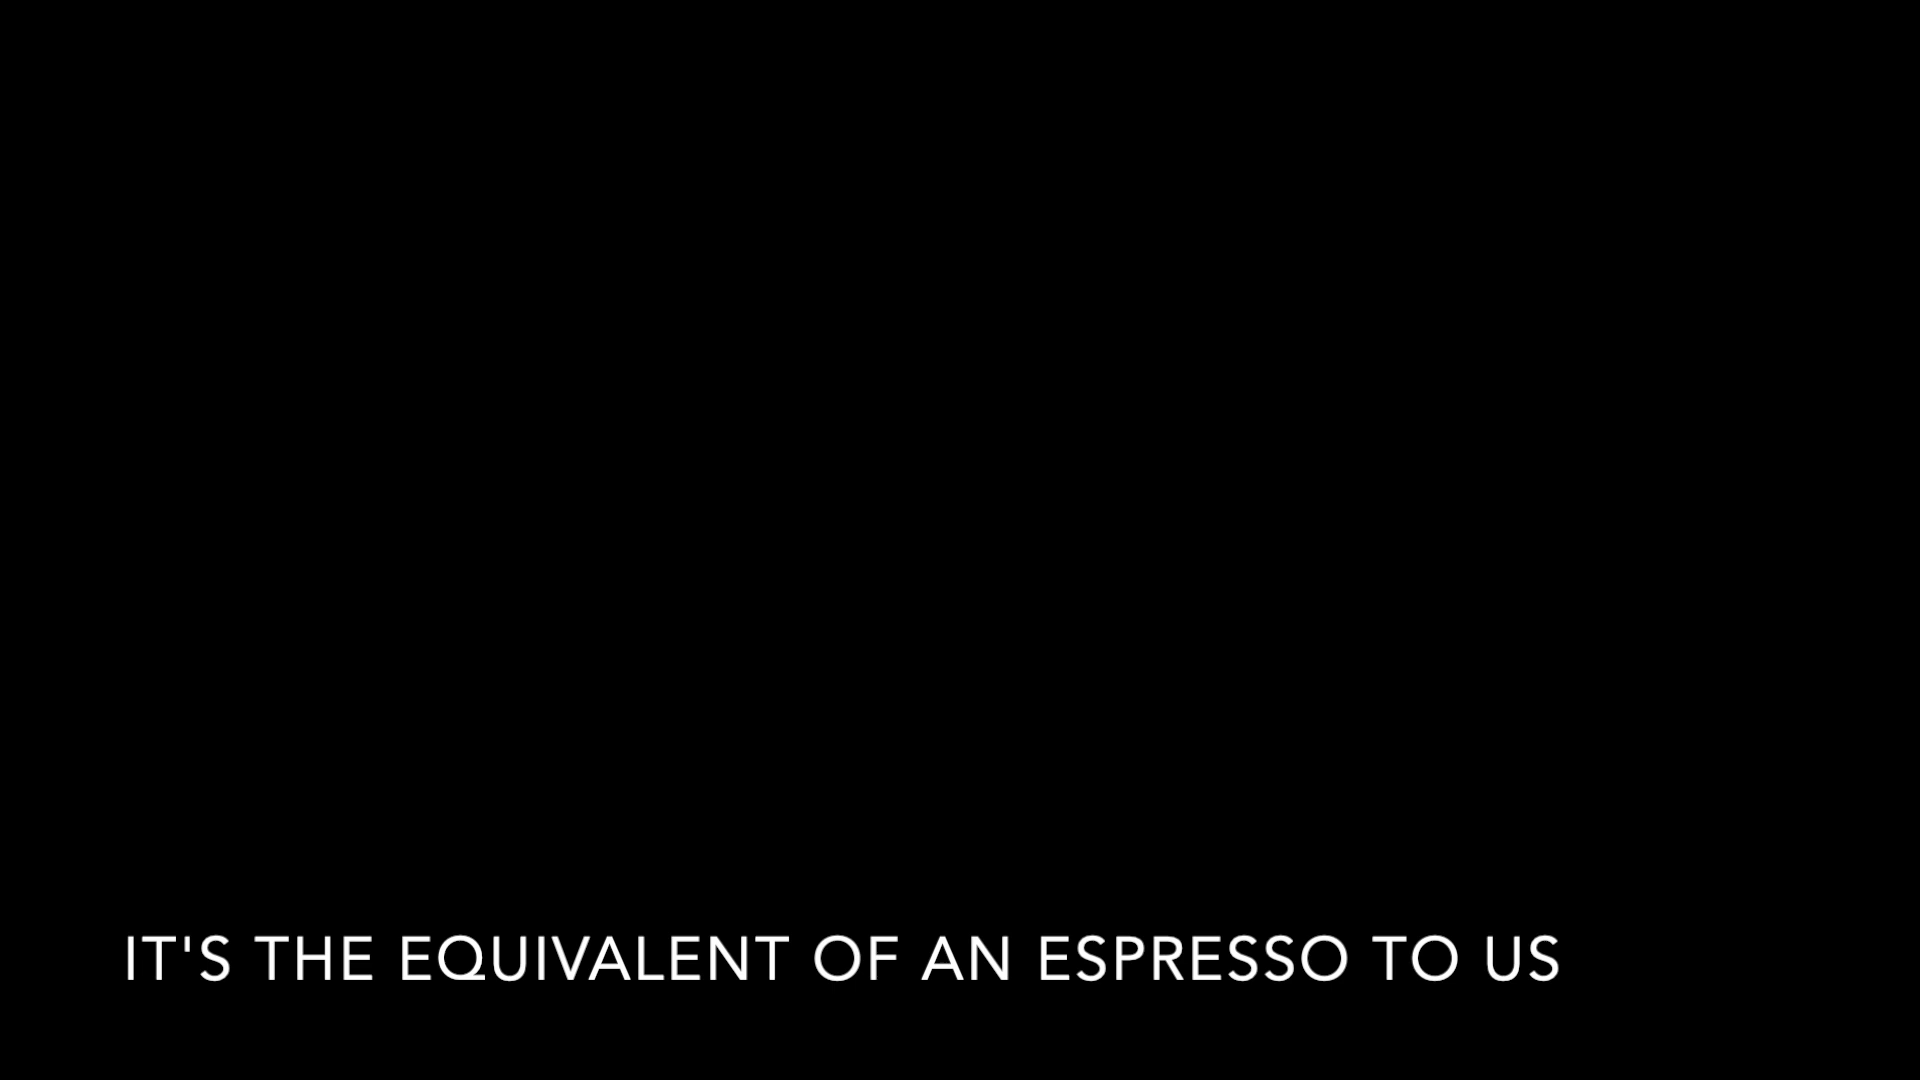 IT'S THE EQUIVALENT OF AN ESPRESSO TO US